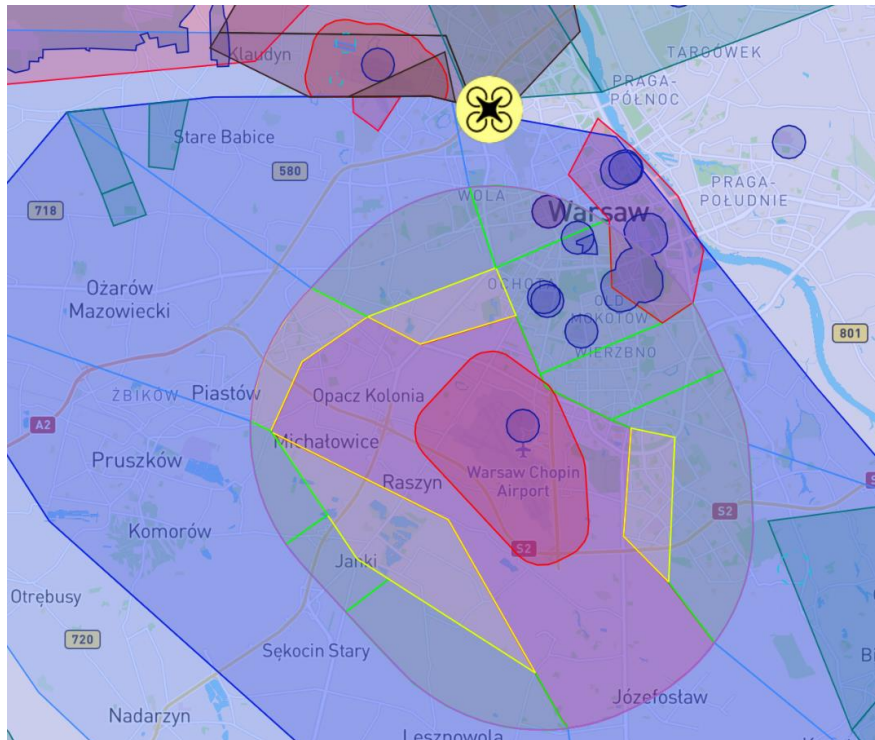 Klaudyn
TARGÓWEK
PRAGA-
PÓŁNOC
Stare Babice
580
WOLA
PRAGA-
POŁUDNIE
718
Warsaw
Ożarów
Mazowiecki
OCHOTA
OLD
MOKOTÓW
801
WIERZBNO
ŻBIKÓW
Piastów
Opacz Kolonia
A2
Michałowice
Pruszków
Raszyn
Warsaw Chopin
Airport
S2
Komorów
S2
Janki
Otrębusy
720
Sękocin Stary
Józefosław
Nadarzyn
Lesznowola